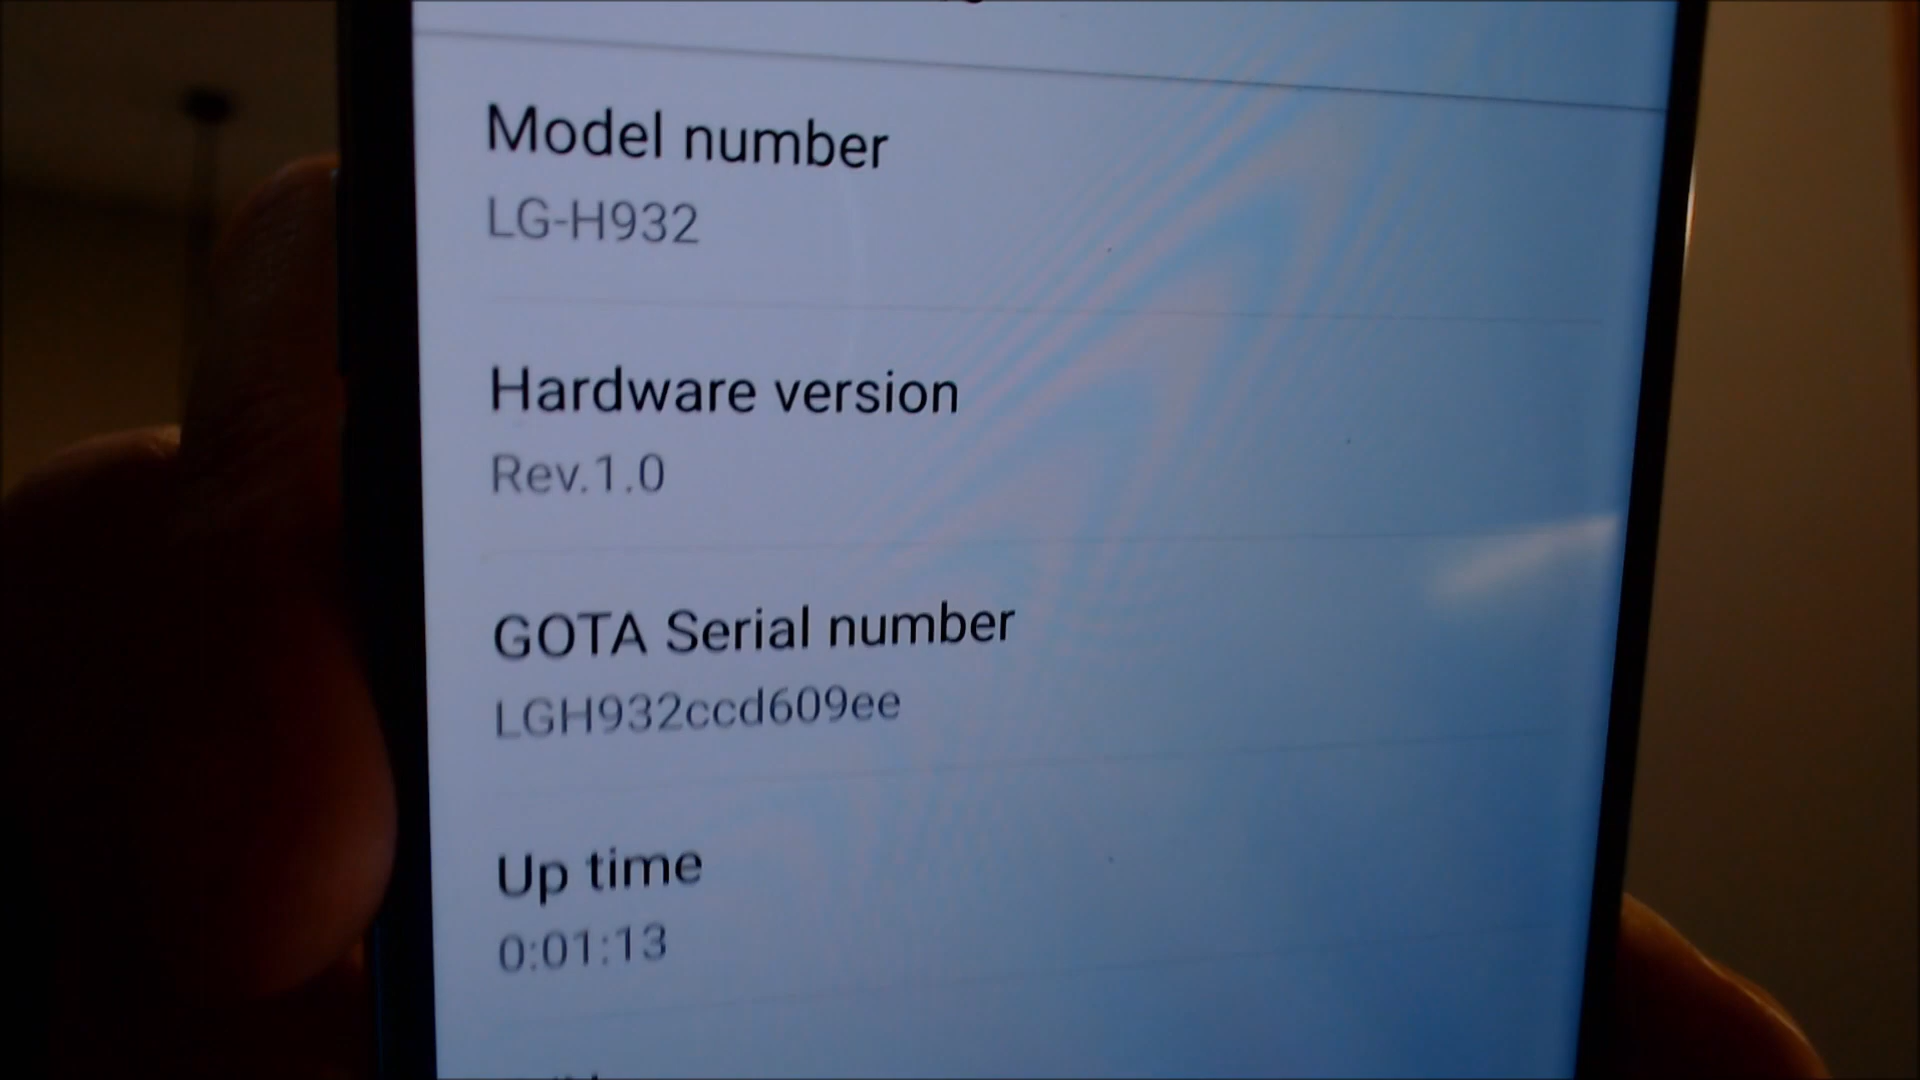 Model number
LG-H932
Hardware version
Rev.1.0
GOTA Serial number
LGH932ccd609ee
Up time
0:01:13